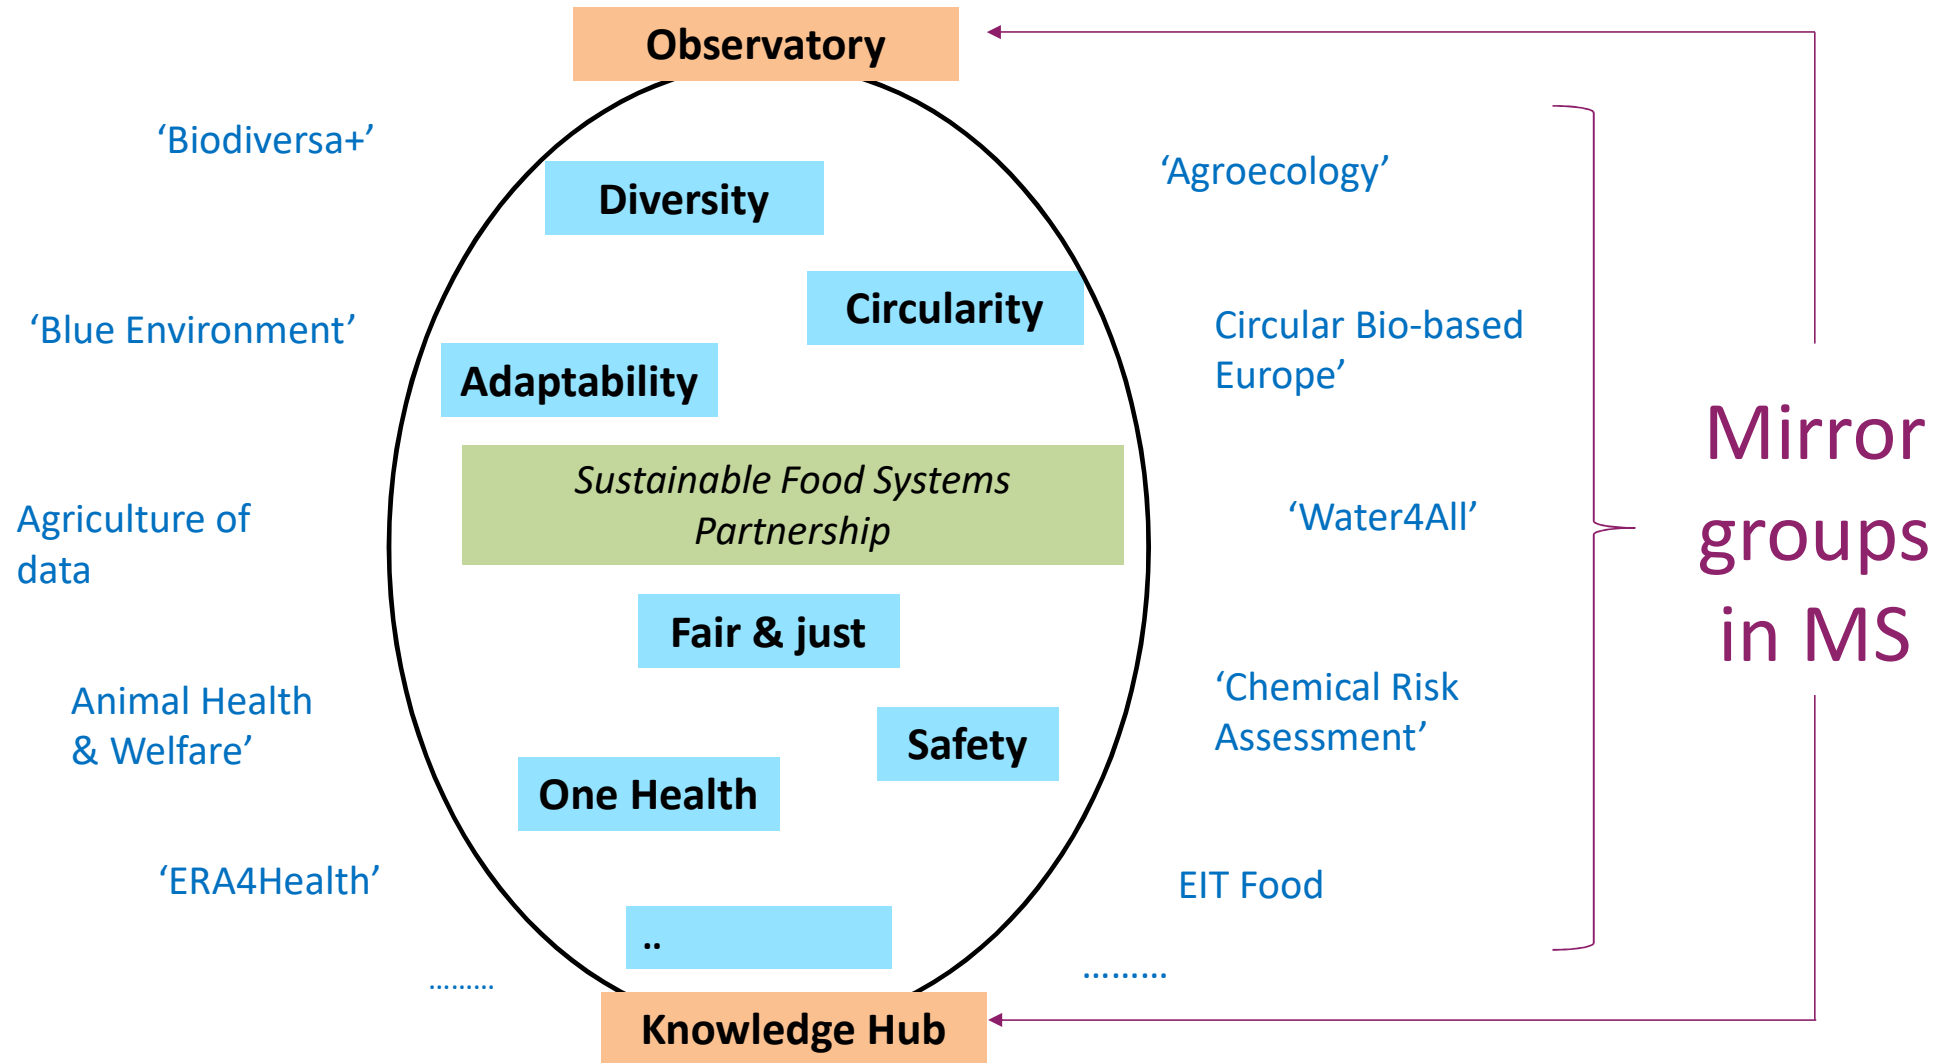 Observatory
‘Biodiversa+’
‘Agroecology’
Diversity
Circularity
‘Blue Environment’
Circular Bio-based
Europe’
Adaptability
Mirror
groups
in MS
Sustainable Food Systems
Partnership
Agriculture of
data
‘Water4All’
Fair & just
Animal Health
& Welfare’
‘Chemical Risk
Assessment’
Safety
One Health
‘ERA4Health’
EIT Food
..
………
………
Knowledge Hub